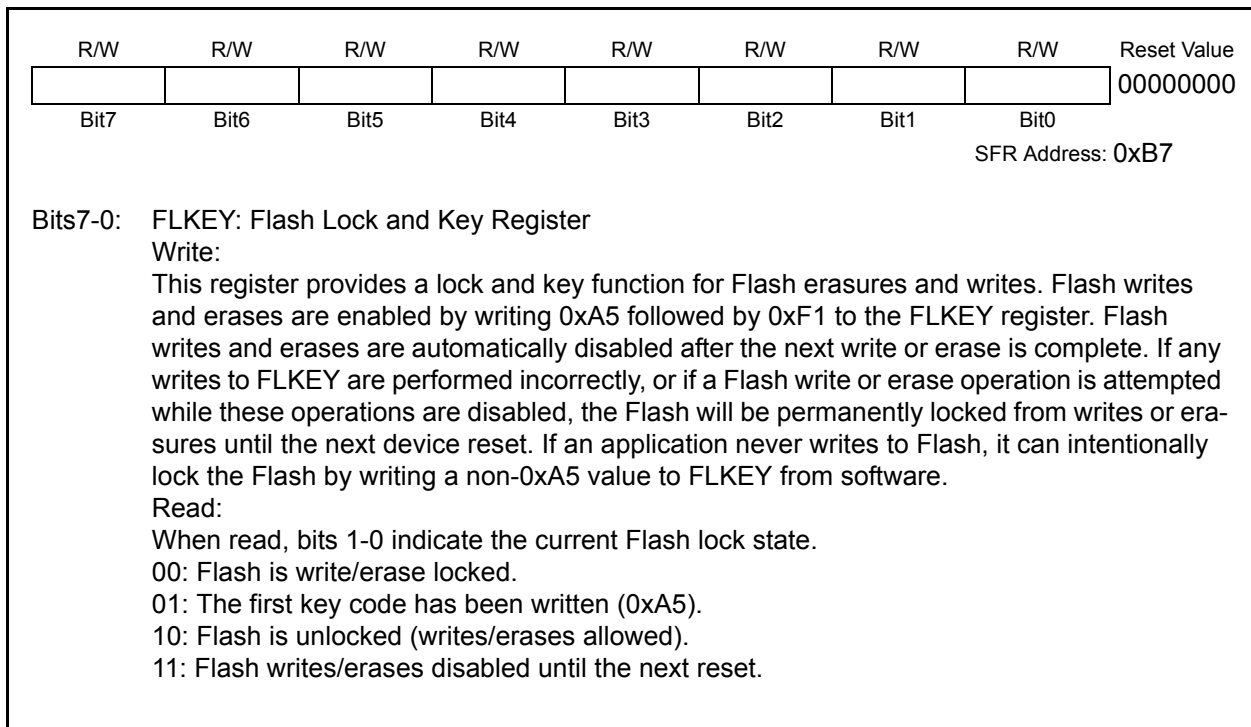 R/W R/W R/W R/W R/W R/W R/W R/W Reset Value
00000000
Bit7 Bit6 Bit5 Bit4 Bit3 Bit2 Bit1 Bit0
SFR Address: 0xB7
Bits7-0: FLKEY: Flash Lock and Key Register
Write:
This register provides a lock and key function for Flash erasures and writes. Flash writes
and erases are enabled by writing 0xA5 followed by 0xF1 to the FLKEY register. Flash
writes and erases are automatically disabled after the next write or erase is complete. If any
writes to FLKEY are performed incorrectly, or if a Flash write or erase operation is attempted
while these operations are disabled, the Flash will be permanently locked from writes or era-
sures until the next device reset. If an application never writes to Flash, it can intentionally
lock the Flash by writing a non-0xA5 value to FLKEY from software.
Read:
When read, bits 1-0 indicate the current Flash lock state.
00: Flash is write/erase locked.
01: The first key code has been written (0xA5).
10: Flash is unlocked (writes/erases allowed).
11: Flash writes/erases disabled until the next reset.